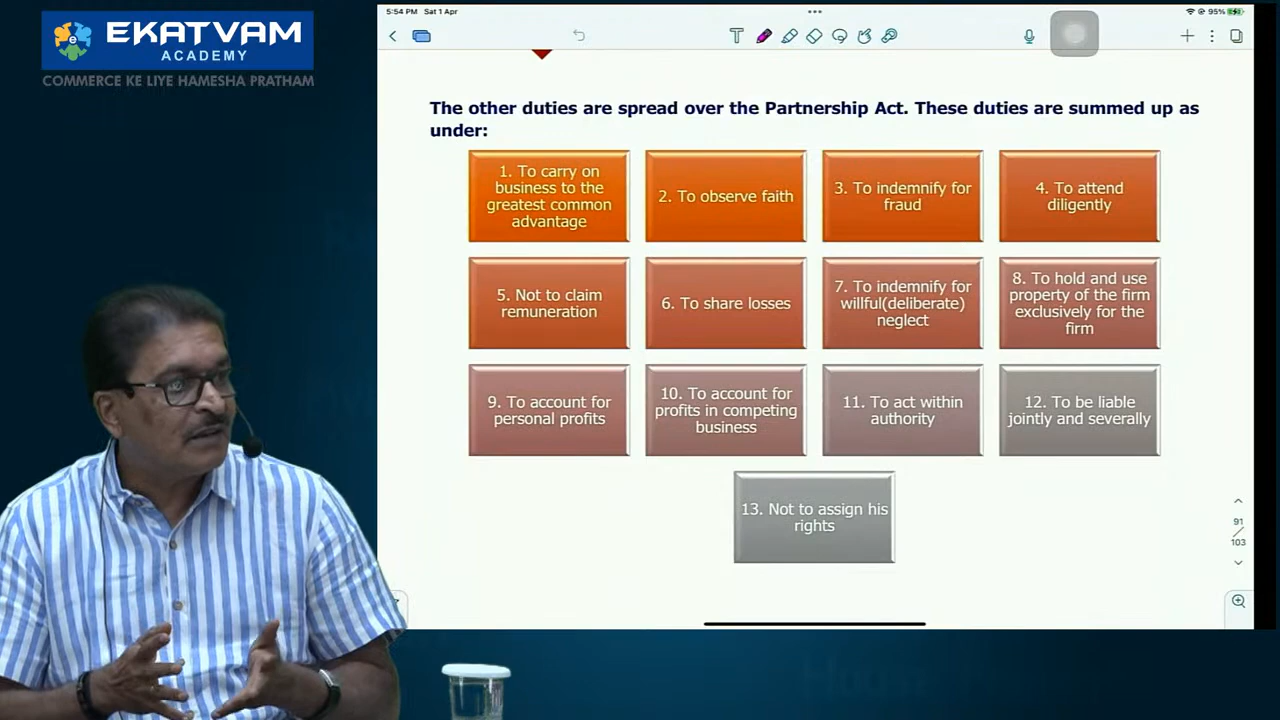 EKATVAM
ACADEMY
COMMERCE KE LIYE HAMESHA PRATHAM
5:54 PM Sat 1 Apr
95%
The other duties are spread over the Partnership Act. These duties are summed up as
under:
1. To carry on
business to the
greatest common
advantage
2. To observe faith
3. To indemnify for
fraud
4. To attend
diligently
5. Not to claim
remuneration
6. To share losses
7. To indemnify for
willful(deliberate)
neglect
8. To hold and use
property of the firm
exclusively for the
firm
9. To account for
personal profits
10. To account for
profits in competing
business
11. To act within
authority
12. To be liable
jointly and severally
13. Not to assign his
rights
91
103